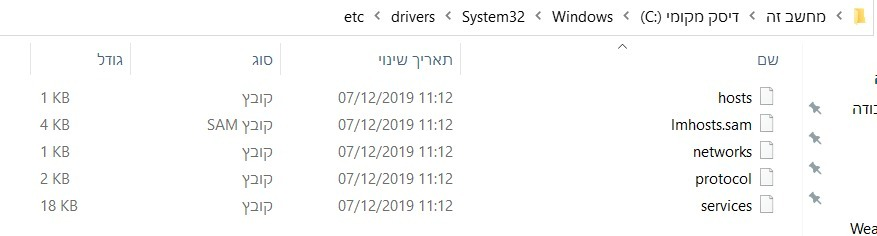 מחשב זה > דיסק מקומי (C:) > Windows > System32 > drivers > etc
שם תאריך שינוי סוג גודל
hosts 07/12/2019 11:12 קובץ 1 KB
lmhosts.sam 07/12/2019 11:12 קובץ SAM 4 KB
networks 07/12/2019 11:12 קובץ 1 KB
protocol 07/12/2019 11:12 קובץ 2 KB
services 07/12/2019 11:12 קובץ 18 KB